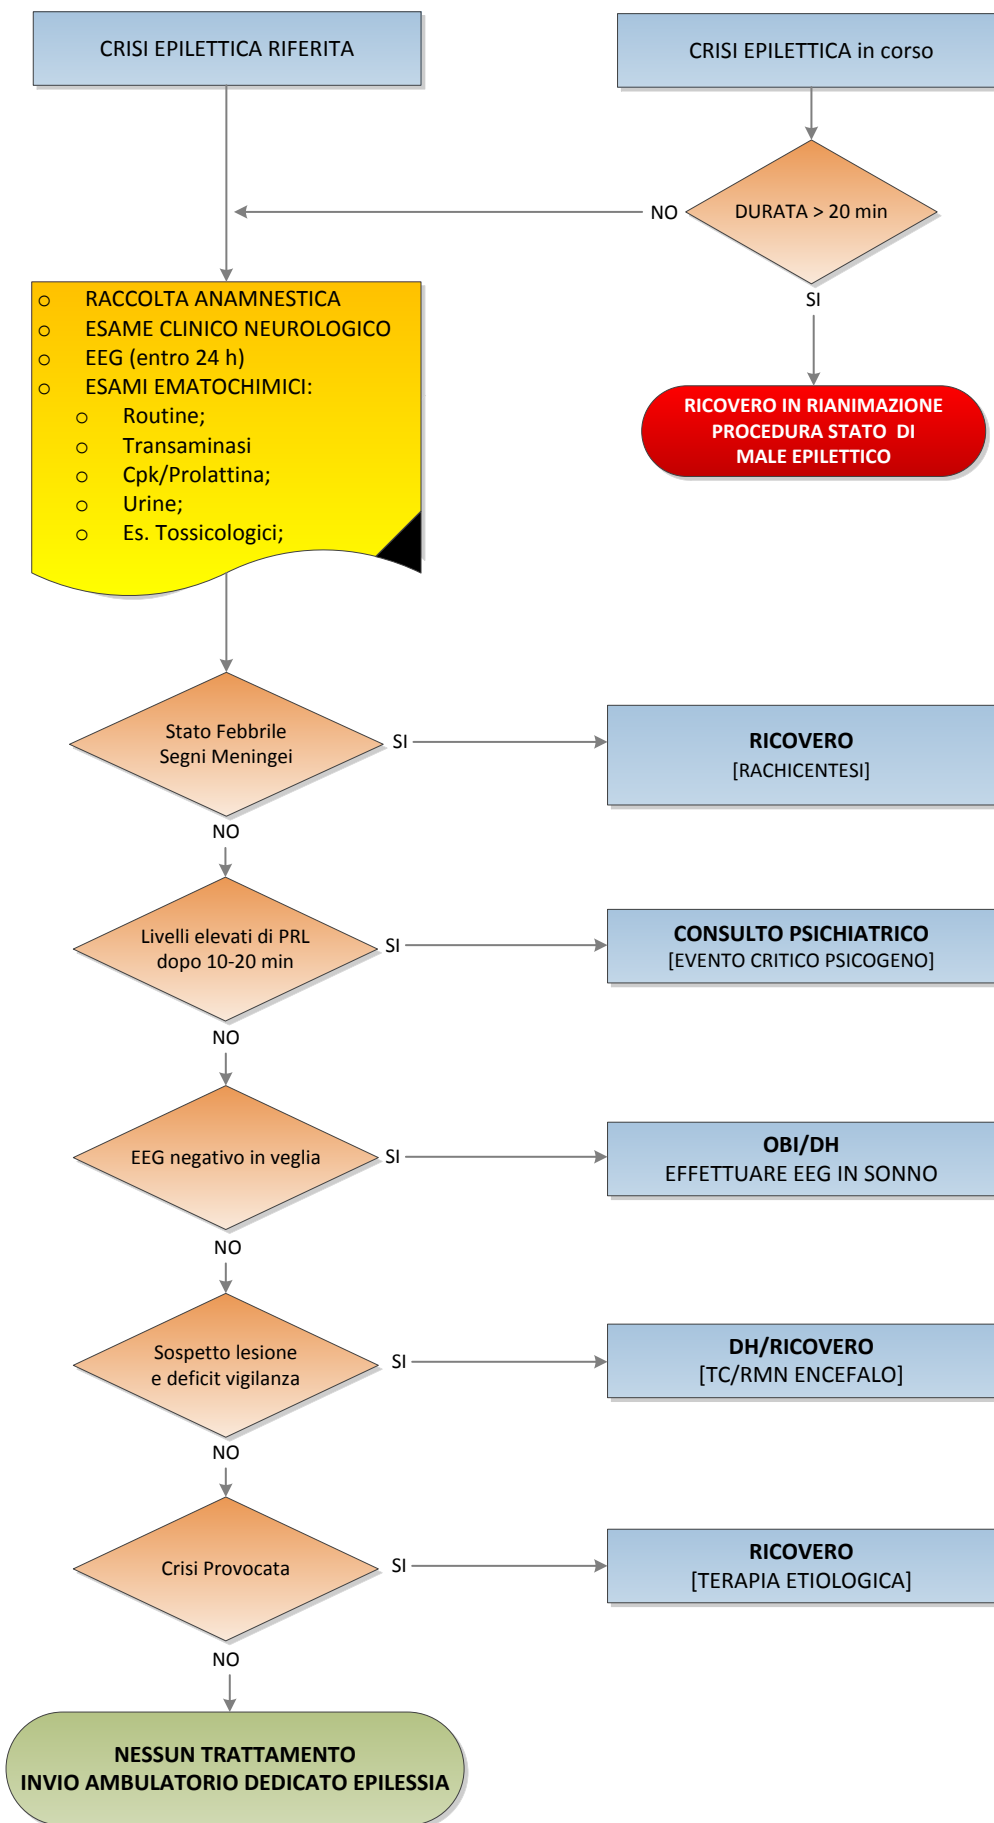 CRISI EPILETTICA RIFERITA
CRISI EPILETTICA in corso
NO
DURATA > 20 min
SI
o RACCOLTA ANAMNESTICA
o ESAME CLINICO NEUROLOGICO
o EEG (entro 24 h)
o ESAMI EMATOCHIMICI:
o Routine;
o Transaminasi
o Cpk/Prolattina;
o Urine;
o Es. Tossicologici;
RICOVERO IN RIANIMAZIONE
PROCEDURA STATO DI
MALE EPILETTICO
Stato Febbrile
Segni Meningei
SI
RICOVERO
[RACHICENTESI]
NO
Livelli elevati di PRL
dopo 10-20 min
SI
CONSULTO PSICHIATRICO
[EVENTO CRITICO PSICOGENO]
NO
EEG negativo in veglia
SI
OBI/DH
EFFETTUARE EEG IN SONNO
NO
Sospetto lesione
e deficit vigilanza
SI
DH/RICOVERO
[TC/RMN ENCEFALO]
NO
Crisi Provocata
SI
RICOVERO
[TERAPIA ETIOLOGICA]
NO
NESSUN TRATTAMENTO
INVIO AMBULATORIO DEDICATO EPILESSIA